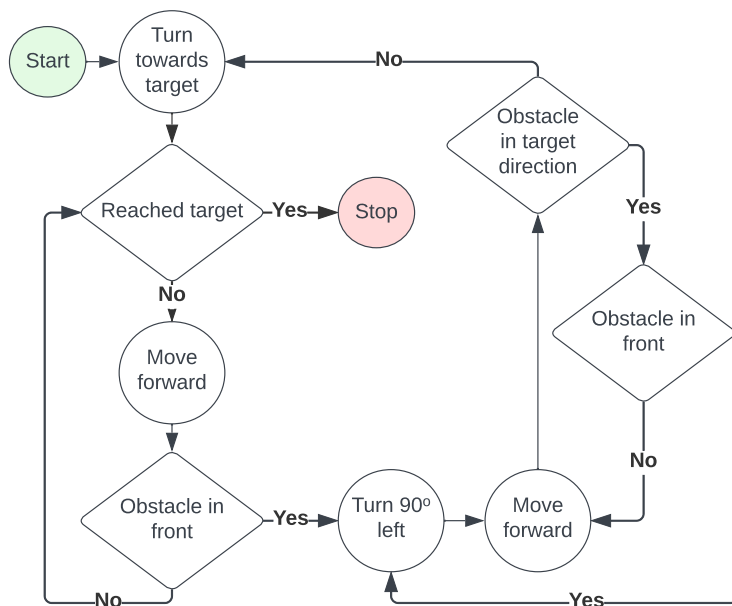 Start
Turn
towards
target
No
Obstacle
in target
direction
Reached target
Yes
Stop
Yes
No
Obstacle in
front
Move
forward
No
Obstacle in
front
Yes
Turn 90º
left
Move
forward
No
Yes